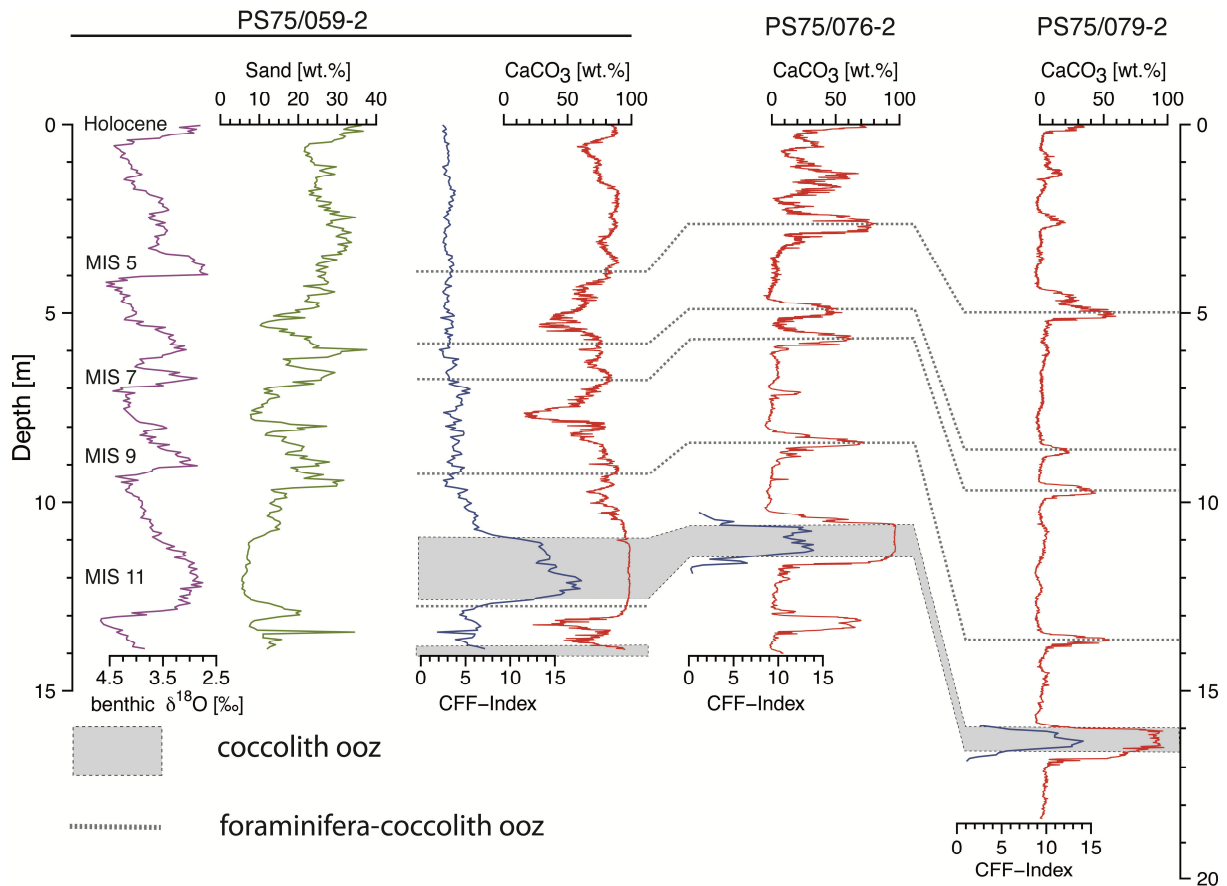 PS75/059-2
PS75/076-2
PS75/079-2
Sand [wt.%]
CaCO3 [wt.%]
CaCO3 [wt.%]
CaCO3 [wt.%]
0 10 20 30 40
0 50 100
0 50 100
0 50 100
Depth [m]
0
5
10
15
Holocene
MIS 5
MIS 7
MIS 9
MIS 11
0
5
10
15
20
4.5 3.5 2.5
benthic δ18O [‰]
0 5 10 15
CFF-Index
0 5 10 15
CFF-Index
0 5 10 15
CFF-Index
coccolith ooz
foraminifera-coccolith ooz